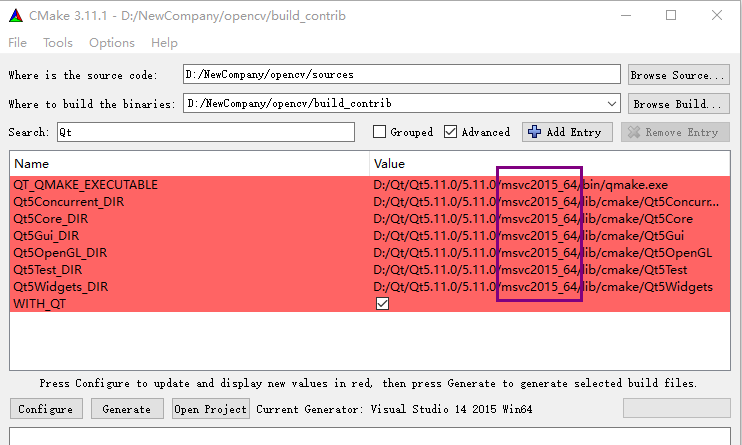 CMake 3.11.1 - D:/NewCompany/opencv/build_contrib
File Tools Options Help
Where is the source code: D:/NewCompany/opencv/sources Browse Source...
Where to build the binaries: D:/NewCompany/opencv/build_contrib Browse Build...
Search: Qt Grouped Advanced Add Entry Remove Entry
Name Value
QT_QMAKE_EXECUTABLE D:/Qt/Qt5.11.0/5.11.0/msvc2015_64/bin/qmake.exe
Qt5Concurrent_DIR D:/Qt/Qt5.11.0/5.11.0/msvc2015_64/lib/cmake/Qt5Concurr...
Qt5Core_DIR D:/Qt/Qt5.11.0/5.11.0/msvc2015_64/lib/cmake/Qt5Core
Qt5Gui_DIR D:/Qt/Qt5.11.0/5.11.0/msvc2015_64/lib/cmake/Qt5Gui
Qt5OpenGL_DIR D:/Qt/Qt5.11.0/5.11.0/msvc2015_64/lib/cmake/Qt5OpenGL
Qt5Test_DIR D:/Qt/Qt5.11.0/5.11.0/msvc2015_64/lib/cmake/Qt5Test
Qt5Widgets_DIR D:/Qt/Qt5.11.0/5.11.0/msvc2015_64/lib/cmake/Qt5Widgets
WITH_QT
Press Configure to update and display new values in red, then press Generate to generate selected build files.
Configure Generate Open Project Current Generator: Visual Studio 14 2015 Win64